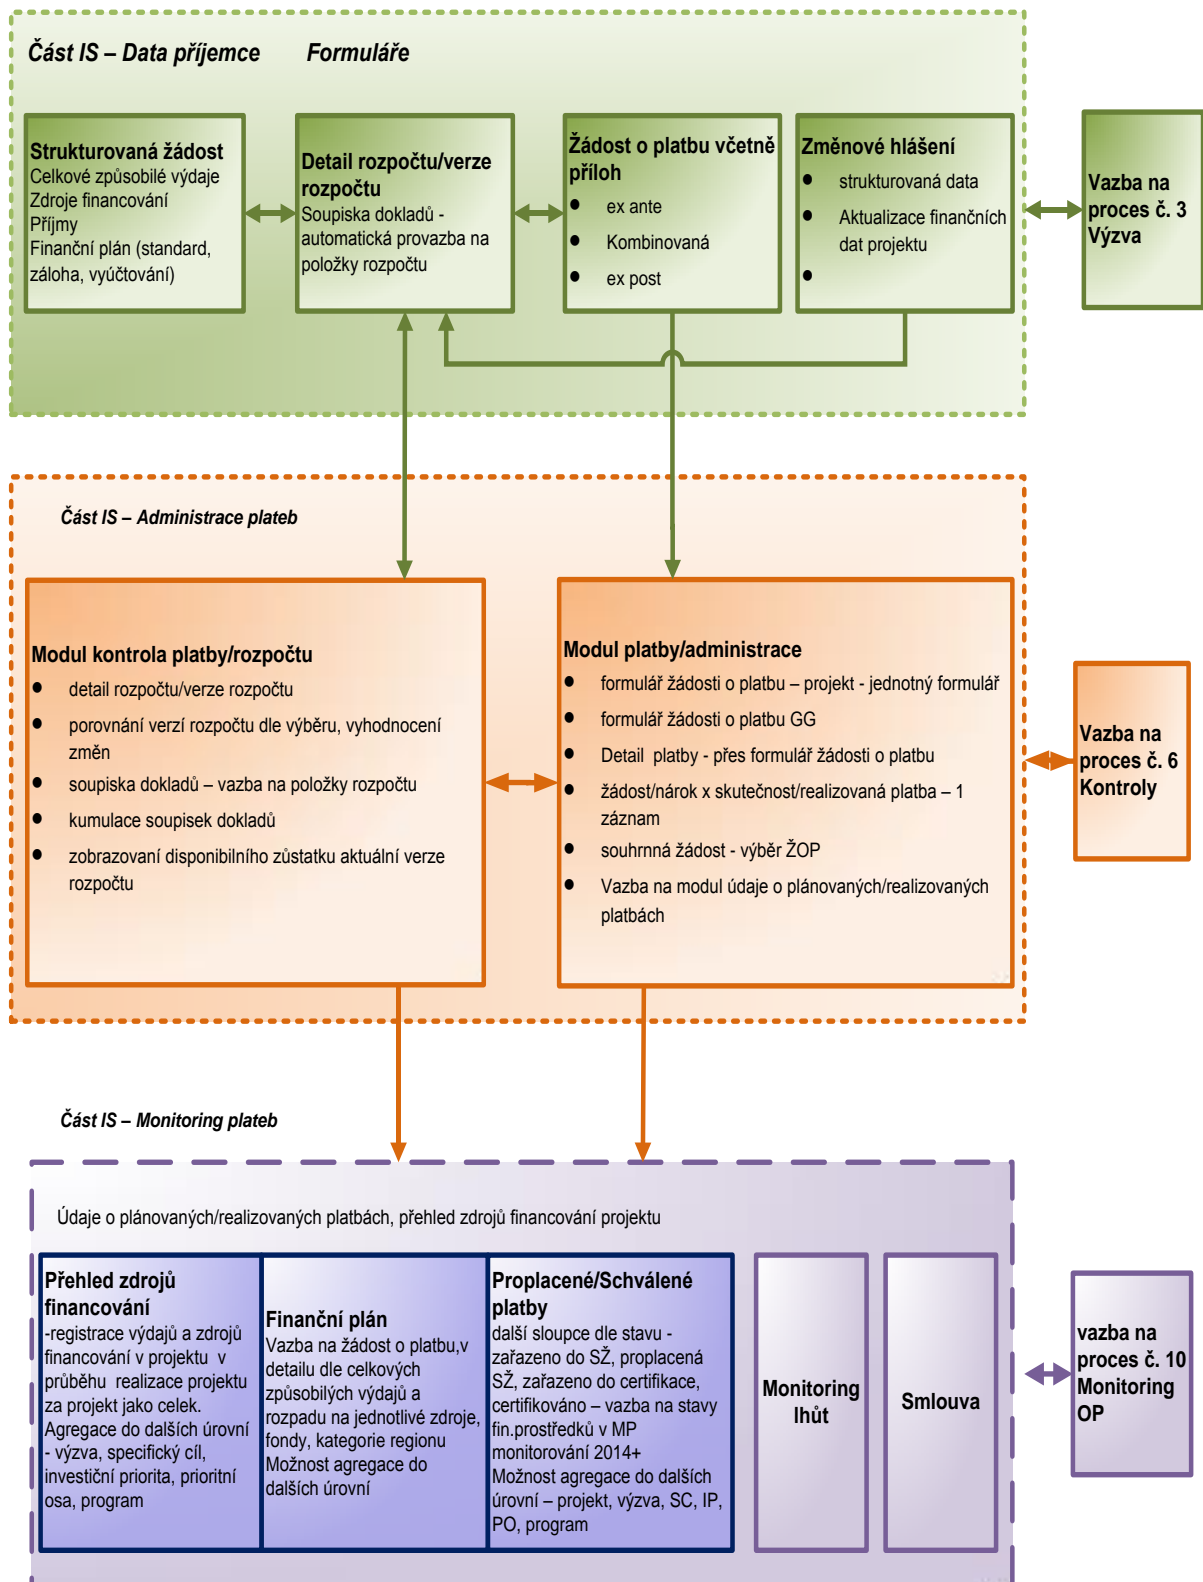 Část IS – Data příjemce Formuláře
Strukturovaná žádost
Celkové způsobilé výdaje
Zdroje financování
Příjmy
Finanční plán (standard,
záloha, vyúčtování)
Detail rozpočtu/verze
rozpočtu
Soupiska dokladů -
automatická provazba na
položky rozpočtu
Žádost o platbu včetně
příloh
● ex ante
● Kombinovaná
● ex post
Změnové hlášení
● strukturovaná data
● Aktualizace finančních
dat projektu
●
Vazba na
proces č. 3
Výzva
Část IS – Administrace plateb
Modul kontrola platby/rozpočtu
● detail rozpočtu/verze rozpočtu
● porovnání verzí rozpočtu dle výběru, vyhodnocení
změn
● soupiska dokladů – vazba na položky rozpočtu
● kumulace soupisek dokladů
● zobrazovaní disponibilního zůstatku aktuální verze
rozpočtu
Modul platby/administrace
● formulář žádosti o platbu – projekt - jednotný formulář
● formulář žádosti o platbu GG
● Detail platby - přes formulář žádosti o platbu
● žádost/nárok x skutečnost/realizovaná platba – 1
záznam
● souhrnná žádost - výběr ŽOP
● Vazba na modul údaje o plánovaných/realizovaných
platbách
Vazba na
proces č. 6
Kontroly
Část IS – Monitoring plateb
Údaje o plánovaných/realizovaných platbách, přehled zdrojů financování projektu
Přehled zdrojů
financování
-registrace výdajů a zdrojů
financování v projektu v
průběhu realizace projektu
za projekt jako celek.
Agregace do dalších úrovní
- výzva, specifický cíl,
investiční priorita, prioritní
osa, program
Finanční plán
Vazba na žádost o platbu,v
detailu dle celkových
způsobilých výdajů a
rozpadu na jednotlivé zdroje,
fondy, kategorie regionu
Možnost agregace do
dalších úrovní
Proplacené/Schválené
platby
další sloupce dle stavu -
zařazeno do SŽ, proplacená
SŽ, zařazeno do certifikace,
certifikováno – vazba na stavy
fin.prostředků v MP
monitorování 2014+
Možnost agregace do dalších
úrovní – projekt, výzva, SC, IP,
PO, program
Monitoring
lhůt
Smlouva
vazba na
proces č. 10
Monitoring
OP